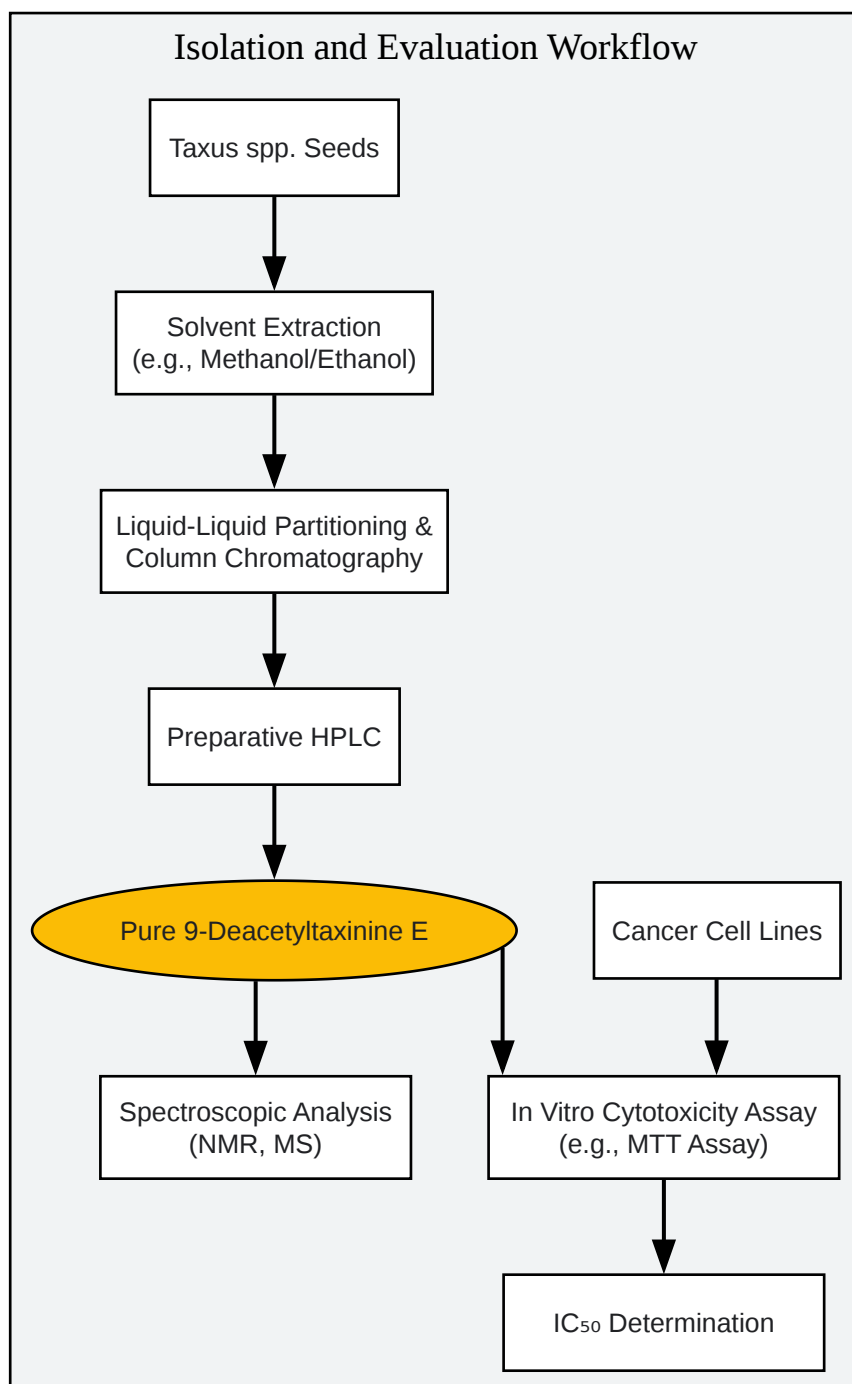 Isolation and Evaluation Workflow
Taxus spp. Seeds
Solvent Extraction
(e.g., Methanol/Ethanol)
Liquid-Liquid Partitioning &
Column Chromatography
Preparative HPLC
Pure 9-Deacetyltaxinine E
Cancer Cell Lines
Spectroscopic Analysis
(NMR, MS)
In Vitro Cytotoxicity Assay
(e.g., MTT Assay)
IC₅₀ Determination